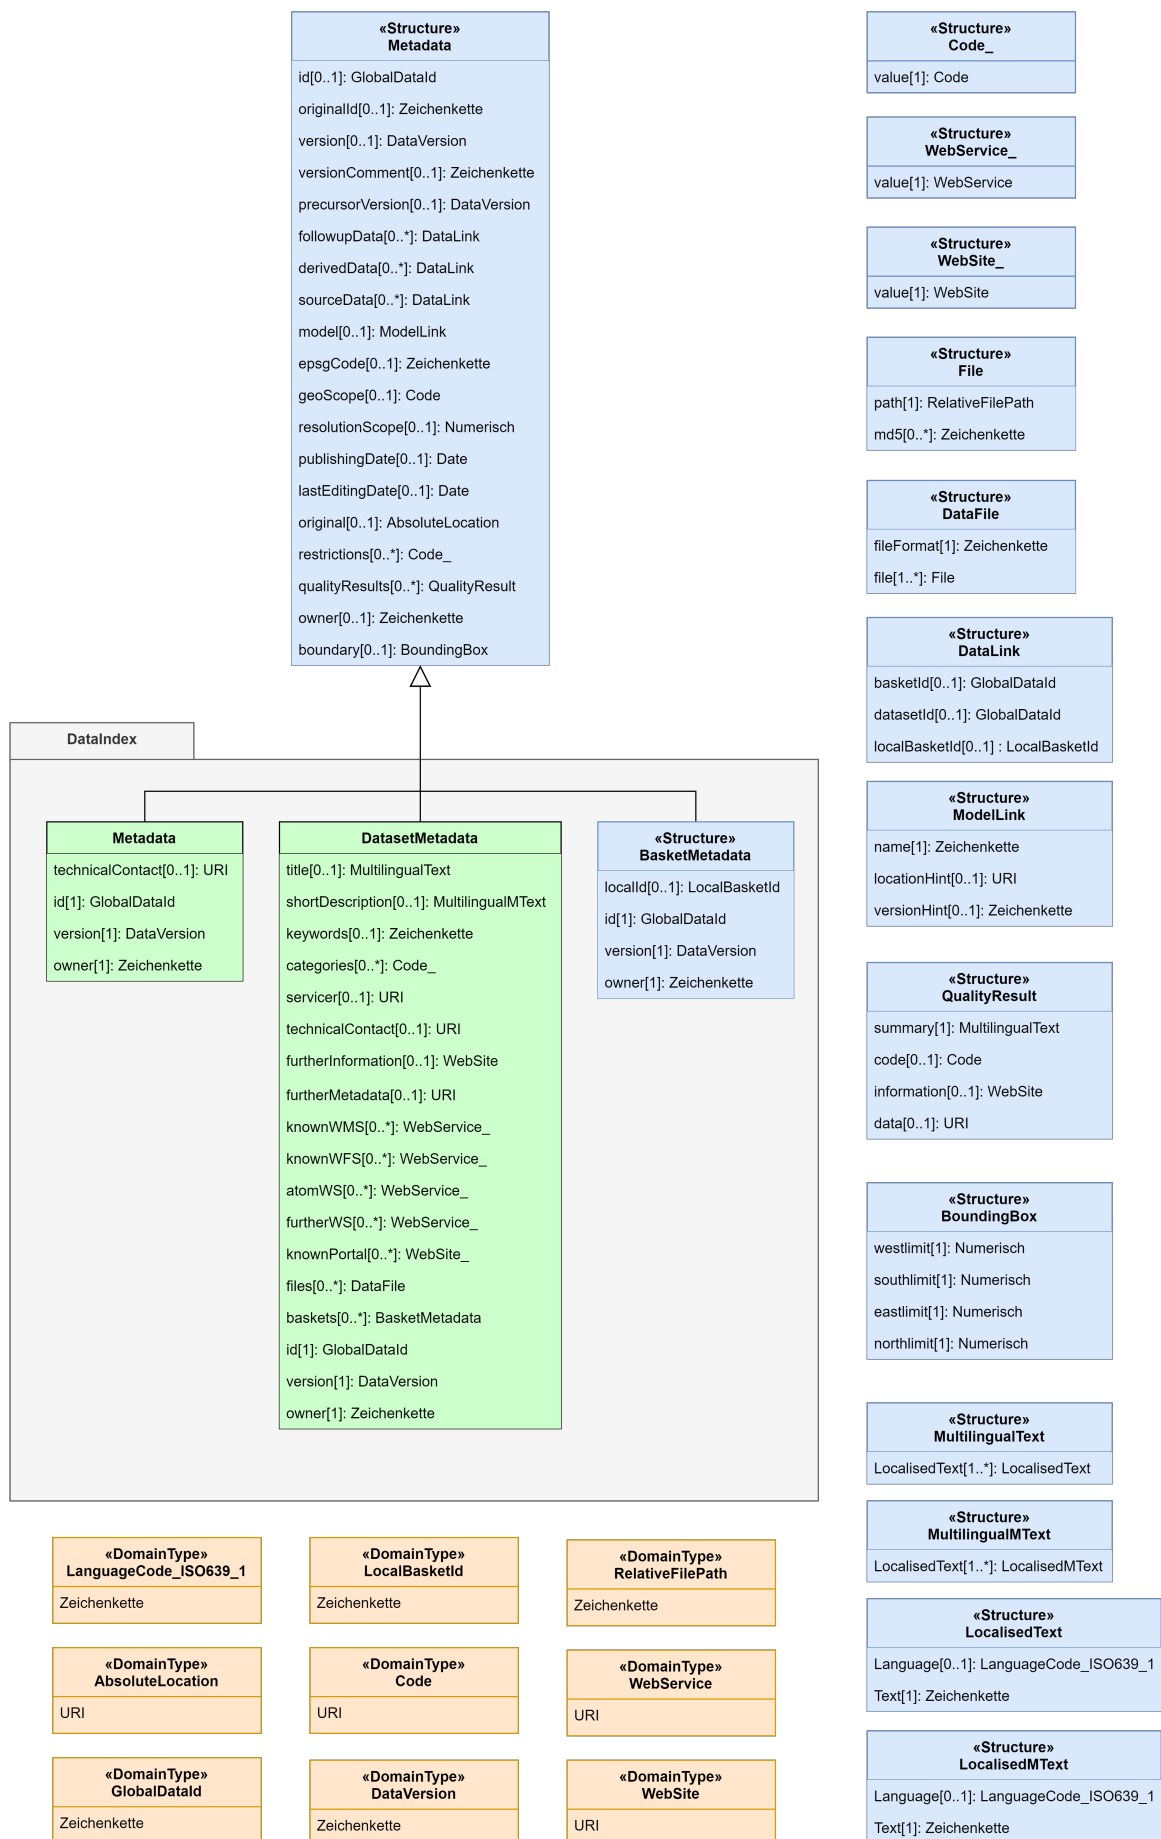 «Structure»
Metadata
id[0..1]: GlobalDataId
originalId[0..1]: Zeichenkette
version[0..1]: DataVersion
versionComment[0..1]: Zeichenkette
precursorVersion[0..1]: DataVersion
followupData[0..*]: DataLink
derivedData[0..*]: DataLink
sourceData[0..*]: DataLink
model[0..1]: ModelLink
epsgCode[0..1]: Zeichenkette
geoScope[0..1]: Code
resolutionScope[0..1]: Numerisch
publishingDate[0..1]: Date
lastEditingDate[0..1]: Date
original[0..1]: AbsoluteLocation
restrictions[0..*]: Code_
qualityResults[0..*]: QualityResult
owner[0..1]: Zeichenkette
boundary[0..1]: BoundingBox
DataIndex
Metadata
technicalContact[0..1]: URI
id[1]: GlobalDataId
version[1]: DataVersion
owner[1]: Zeichenkette
DatasetMetadata
title[0..1]: MultilingualText
shortDescription[0..1]: MultilingualMText
keywords[0..1]: Zeichenkette
categories[0..*]: Code_
servicer[0..1]: URI
technicalContact[0..1]: URI
furtherInformation[0..1]: WebSite
furtherMetadata[0..1]: URI
knownWMS[0..*]: WebService_
knownWFS[0..*]: WebService_
atomWS[0..*]: WebService_
furtherWS[0..*]: WebService_
knownPortal[0..*]: WebSite_
files[0..*]: DataFile
baskets[0..*]: BasketMetadata
id[1]: GlobalDataId
version[1]: DataVersion
owner[1]: Zeichenkette
«Structure»
BasketMetadata
localId[0..1]: LocalBasketId
id[1]: GlobalDataId
version[1]: DataVersion
owner[1]: Zeichenkette
«DomainType»
LanguageCode_ISO639_1
Zeichenkette
«DomainType»
LocalBasketId
Zeichenkette
«DomainType»
RelativeFilePath
Zeichenkette
«DomainType»
AbsoluteLocation
URI
«DomainType»
Code
URI
«DomainType»
WebService
URI
«DomainType»
GlobalDataId
Zeichenkette
«DomainType»
DataVersion
Zeichenkette
«DomainType»
WebSite
URI
«Structure»
Code_
value[1]: Code
«Structure»
WebService_
value[1]: WebService
«Structure»
WebSite_
value[1]: WebSite
«Structure»
File
path[1]: RelativeFilePath
md5[0..*]: Zeichenkette
«Structure»
DataFile
fileFormat[1]: Zeichenkette
file[1..*]: File
«Structure»
DataLink
basketId[0..1]: GlobalDataId
datasetId[0..1]: GlobalDataId
localBasketId[0..1] : LocalBasketId
«Structure»
ModelLink
name[1]: Zeichenkette
locationHint[0..1]: URI
versionHint[0..1]: Zeichenkette
«Structure»
QualityResult
summary[1]: MultilingualText
code[0..1]: Code
information[0..1]: WebSite
data[0..1]: URI
«Structure»
BoundingBox
westlimit[1]: Numerisch
southlimit[1]: Numerisch
eastlimit[1]: Numerisch
northlimit[1]: Numerisch
«Structure»
MultilingualText
LocalisedText[1..*]: LocalisedText
«Structure»
MultilingualMText
LocalisedText[1..*]: LocalisedMText
«Structure»
LocalisedText
Language[0..1]: LanguageCode_ISO639_1
Text[1]: Zeichenkette
«Structure»
LocalisedMText
Language[0..1]: LanguageCode_ISO639_1
Text[1]: Zeichenkette